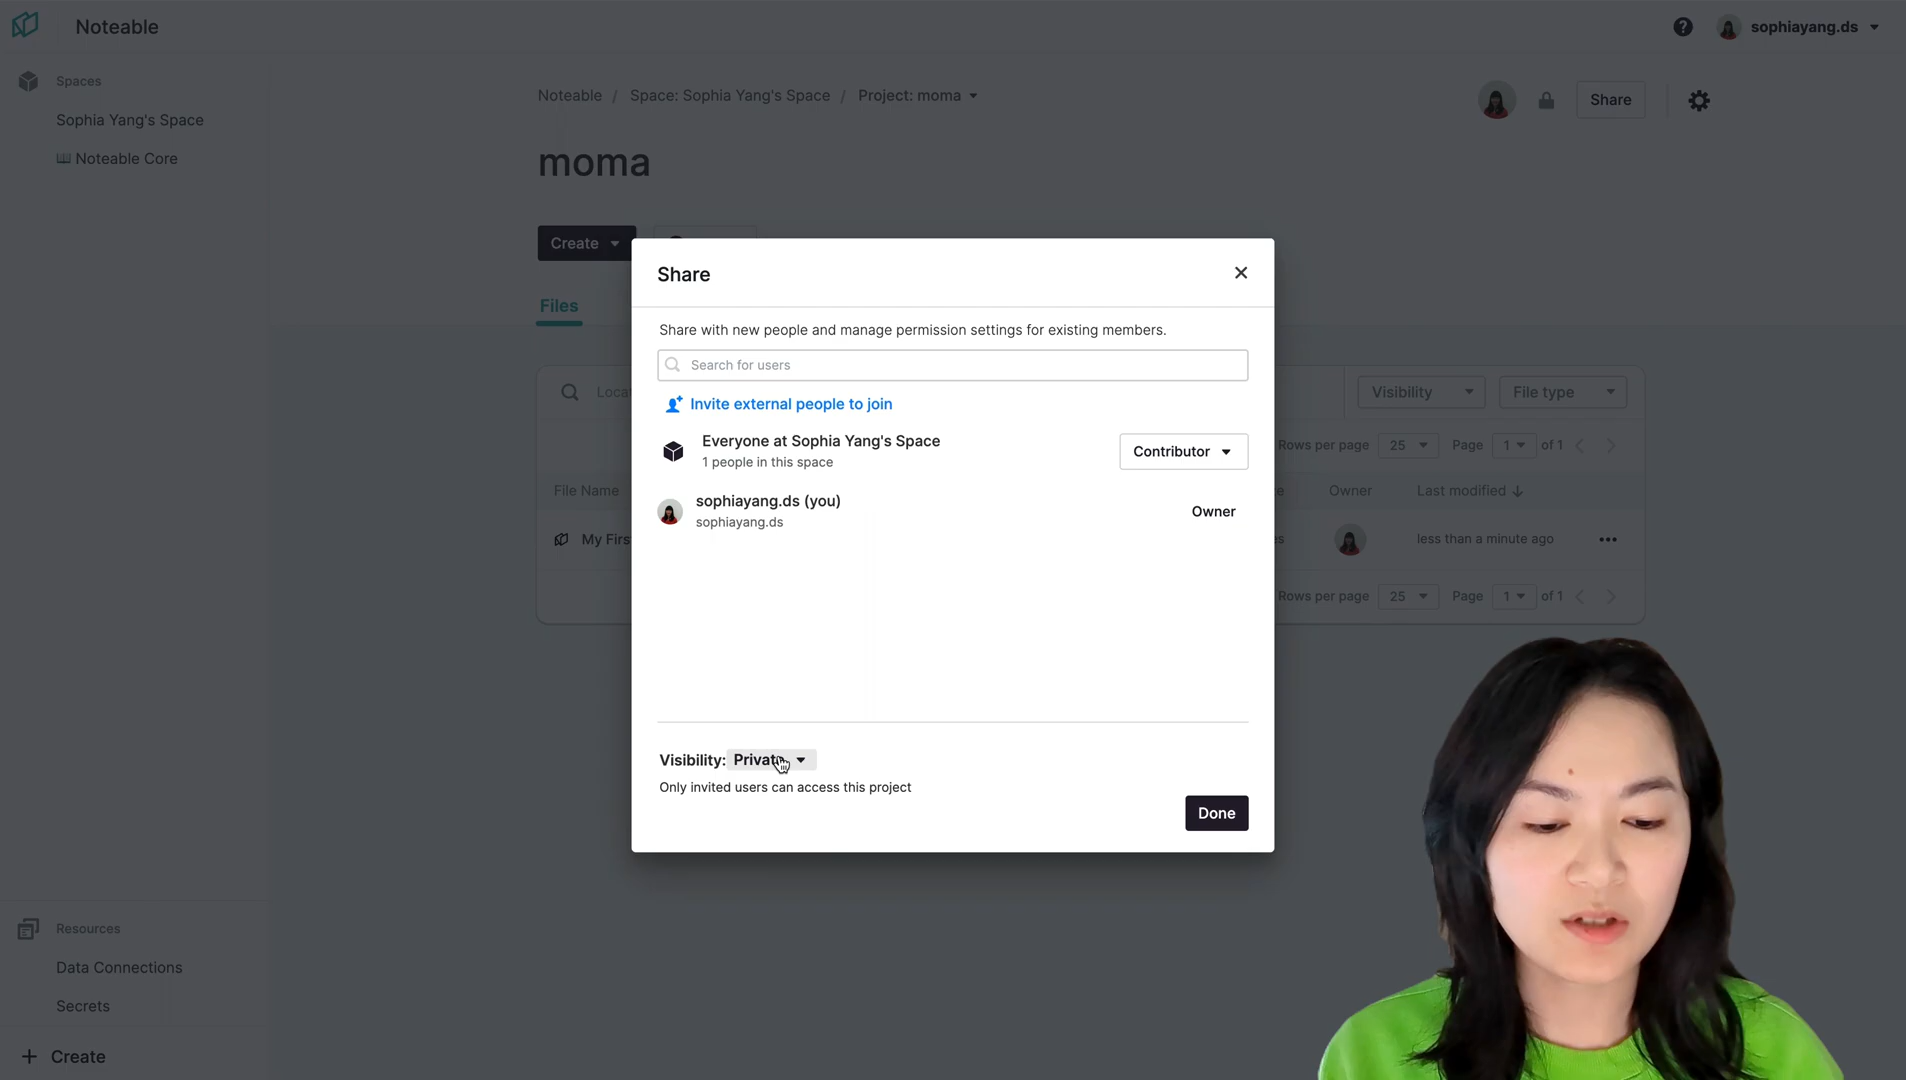 Noteable
sophiayang.ds
Spaces
Sophia Yang's Space
Noteable Core
Noteable / Space: Sophia Yang's Space / Project: moma
Share
moma
Create
Files
Share
Share with new people and manage permission settings for existing members.
Search for users
Invite external people to join
Everyone at Sophia Yang's Space
1 people in this space
Contributor
sophiayang.ds (you)
sophiayang.ds
Owner
Visibility: Private
Only invited users can access this project
Done
Visibility
File type
Rows per page 25 Page 1 of 1
File Name
Owner
Last modified
My
less than a minute ago
Rows per page 25 Page 1 of 1
Resources
Data Connections
Secrets
+ Create